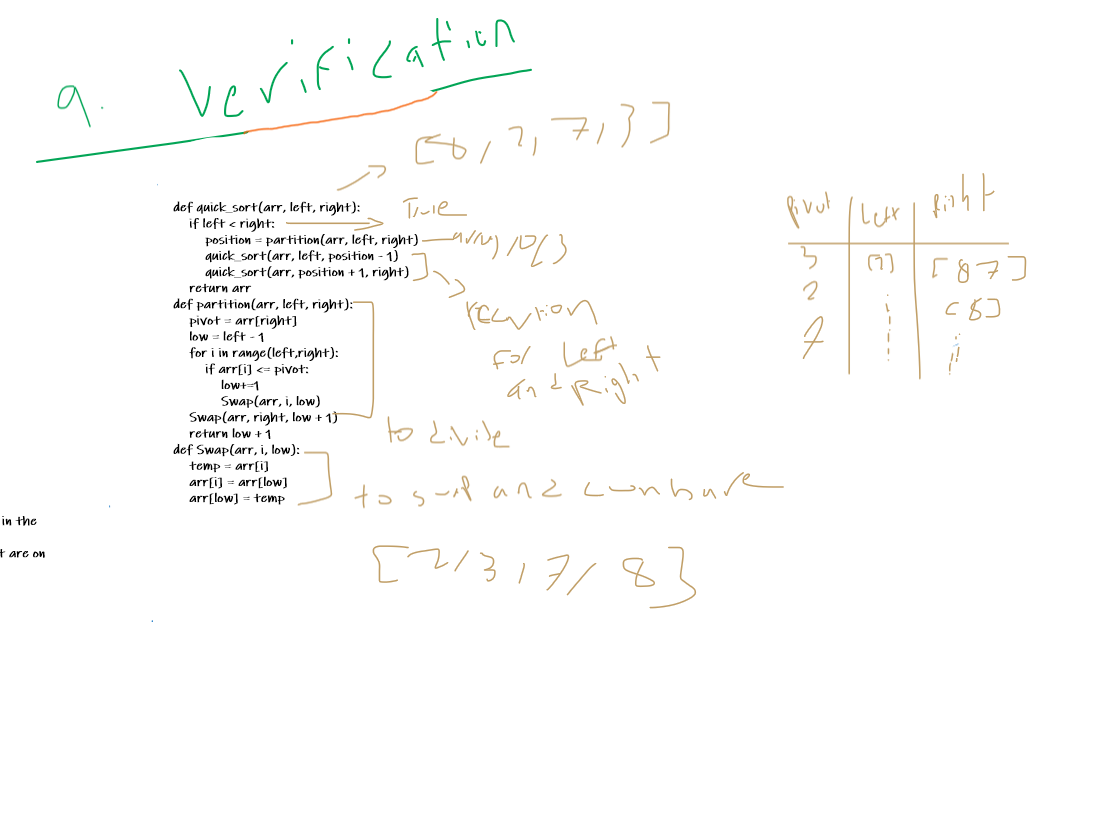 9. Verification
[8, 2, 7, 3]
def quick_sort(arr, left, right):
if left < right:
True
position = partition(arr, left, right)
quick_sort(arr, left, position - 1)
quick_sort(arr, position + 1, right)
return arr
recursion
for left
and Right
def partition(arr, left, right):
pivot = arr[right]
low = left - 1
for i in range(left,right):
if arr[i] <= pivot:
low+=1
Swap(arr, i, low)
Swap(arr, right, low + 1)
return low + 1
to divide
def Swap(arr, i, low):
temp = arr[i]
arr[i] = arr[low]
arr[low] = temp
to and
in the
are on
[2, 3, 7, 8]
pivot left Right
3 [2] [8 7]
2 [8]
7